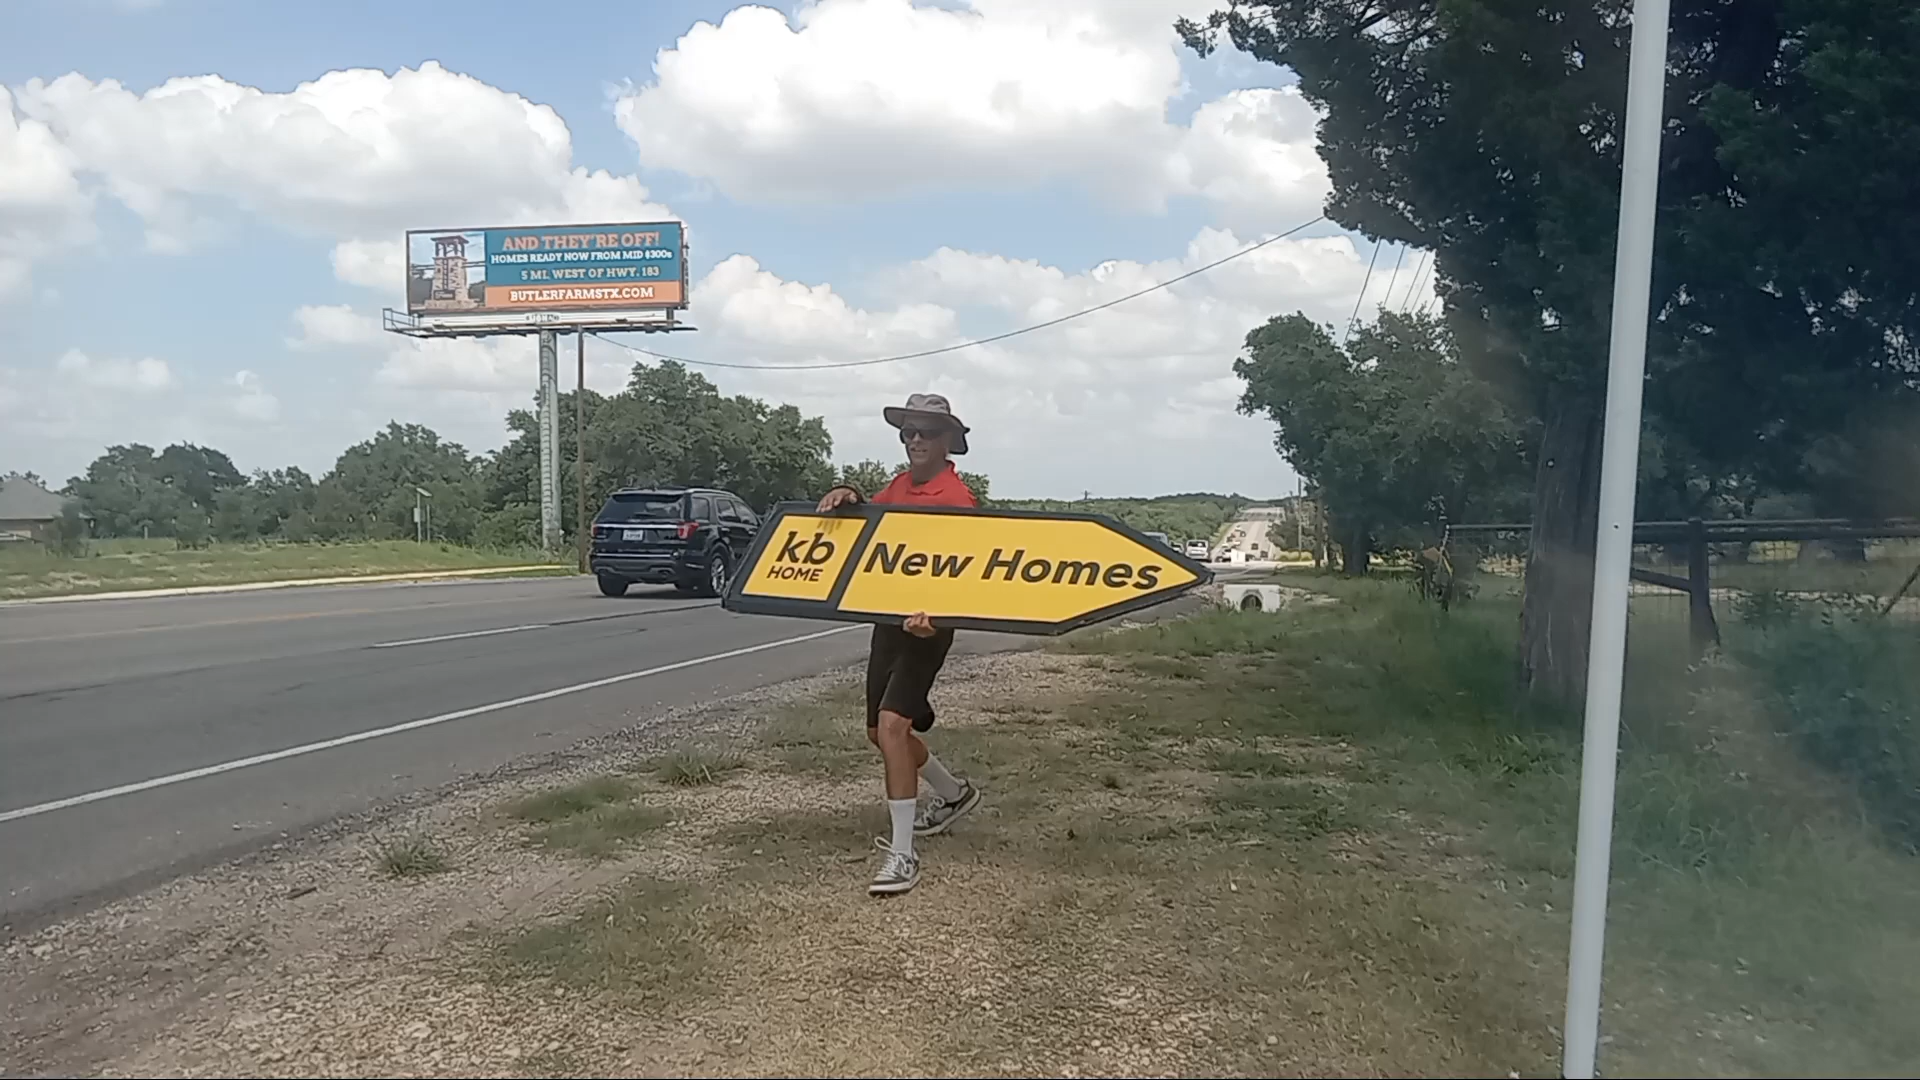 AND THEY'RE OFF!
HOMES READY NOW FROM MID $300s
5 MI. WEST OF HWY. 183
BUTLERFARMSTX.COM
kb
HOME
New Homes